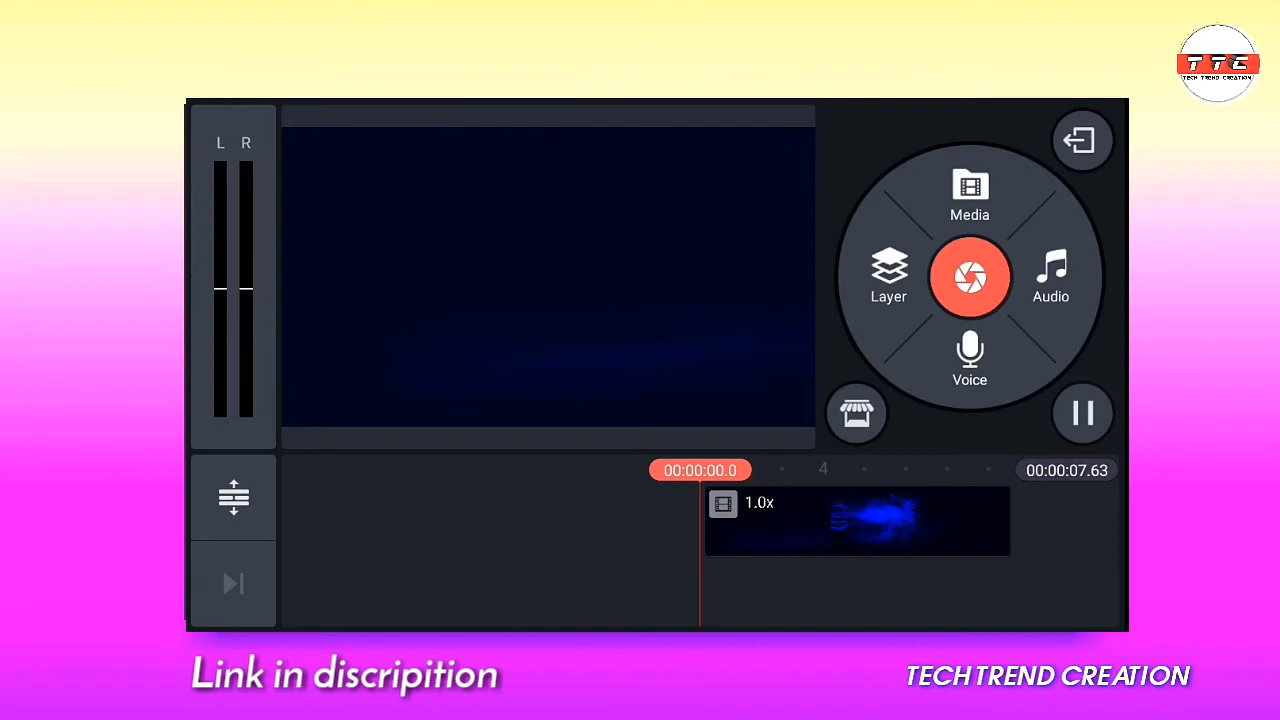 TTC
TECH TREND CREATION
L R
Media
Layer
Audio
Voice
00:00:00.0
4
00:00:07.63
1.0x
Link in discripition
TECH TREND CREATION